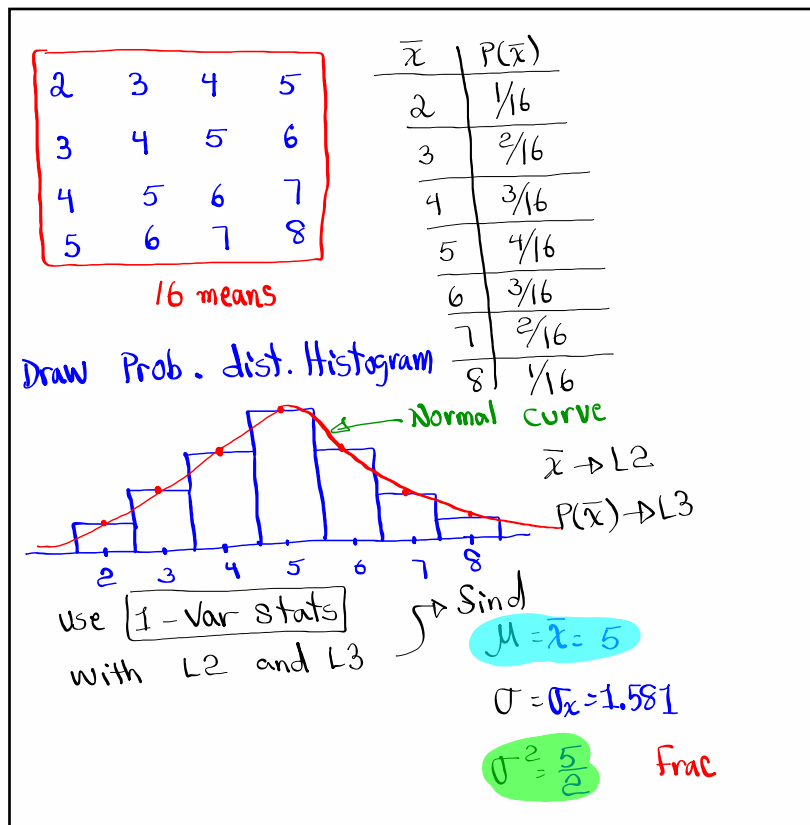 2 3 4 5
3 4 5 6
4 5 6 7
5 6 7 8
16 means
x̄ P(x̄)
2 1/16
3 2/16
4 3/16
5 4/16
6 3/16
7 2/16
8 1/16
Draw Prob. dist. Histogram
Normal curve
x̄ → L2
P(x̄) → L3
2 3 4 5 6 7 8
use 1-Var Stats
with L2 and L3
Find
μ = x̄ = 5
σ = σx = 1.581
σ² = 5/2 Frac